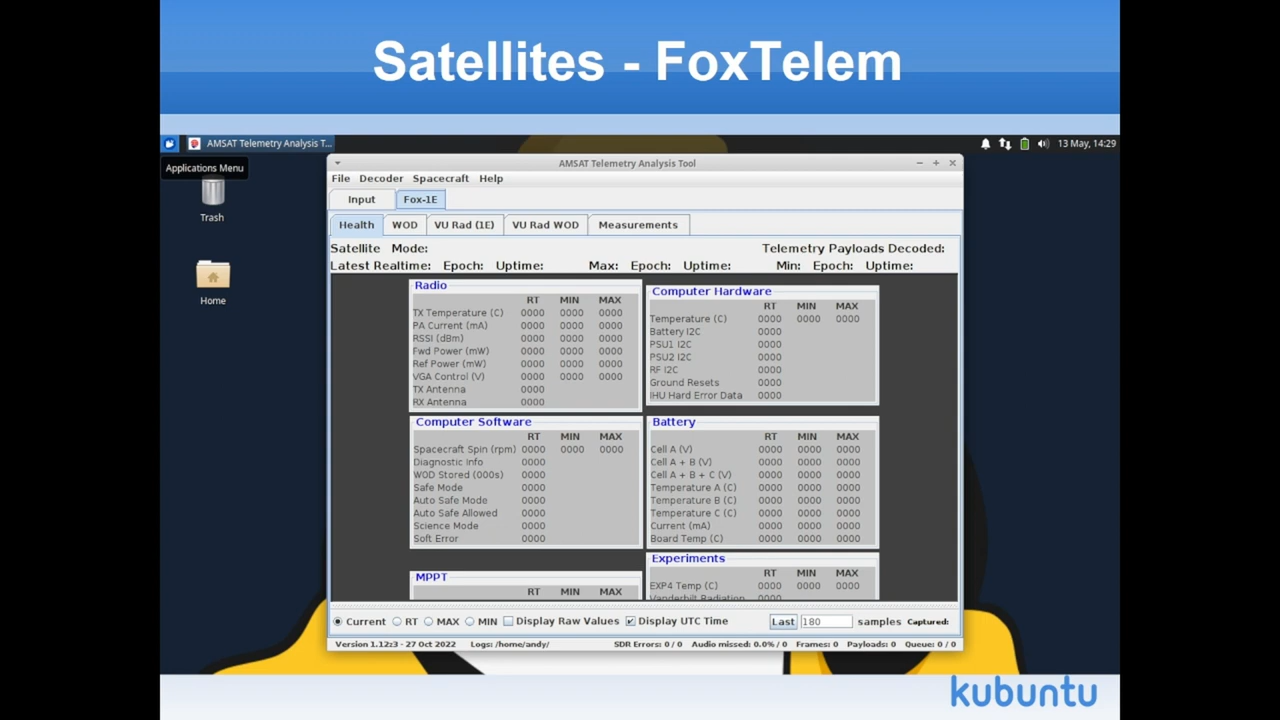 Satellites - FoxTelem
AMSAT Telemetry Analysis T...
13 May, 14:29
Applications Menu
Trash
Home
AMSAT Telemetry Analysis Tool
File Decoder Spacecraft Help
Input Fox-1E
Health WOD VU Rad (1E) VU Rad WOD Measurements
Satellite Mode: Telemetry Payloads Decoded:
Latest Realtime: Epoch: Uptime: Max: Epoch: Uptime: Min: Epoch: Uptime:
Radio
RT MIN MAX
TX Temperature (C) 0000 0000 0000
PA Current (mA) 0000 0000 0000
RSSI (dBm) 0000 0000 0000
Fwd Power (mW) 0000 0000 0000
Ref Power (mW) 0000 0000 0000
VGA Control (V) 0000 0000 0000
TX Antenna 0000
RX Antenna 0000
Computer Hardware
RT MIN MAX
Temperature (C) 0000 0000 0000
Battery I2C 0000
PSU1 I2C 0000
PSU2 I2C 0000
RF I2C 0000
Ground Resets 0000
IHU Hard Error Data 0000
Computer Software
RT MIN MAX
Spacecraft Spin (rpm) 0000 0000 0000
Diagnostic Info 0000
WOD Stored (000s) 0000
Safe Mode 0000
Auto Safe Mode 0000
Auto Safe Allowed 0000
Science Mode 0000
Soft Error 0000
Battery
RT MIN MAX
Cell A (V) 0000 0000 0000
Cell A + B (V) 0000 0000 0000
Cell A + B + C (V) 0000 0000 0000
Temperature A (C) 0000 0000 0000
Temperature B (C) 0000 0000 0000
Temperature C (C) 0000 0000 0000
Current (mA) 0000 0000 0000
Board Temp (C) 0000 0000 0000
MPPT
RT MIN MAX
Experiments
RT MIN MAX
EXP4 Temp (C) 0000 0000 0000
Vanderbilt Radiation 0000
Current RT MAX MIN Display Raw Values Display UTC Time Last 180 samples Captured:
Version 1.12z3 - 27 Oct 2022 Logs: /home/andy/ SDR Errors: 0 / 0 Audio missed: 0.0% / 0 Frames: 0 Payloads: 0 Queue: 0 / 0
kubuntu